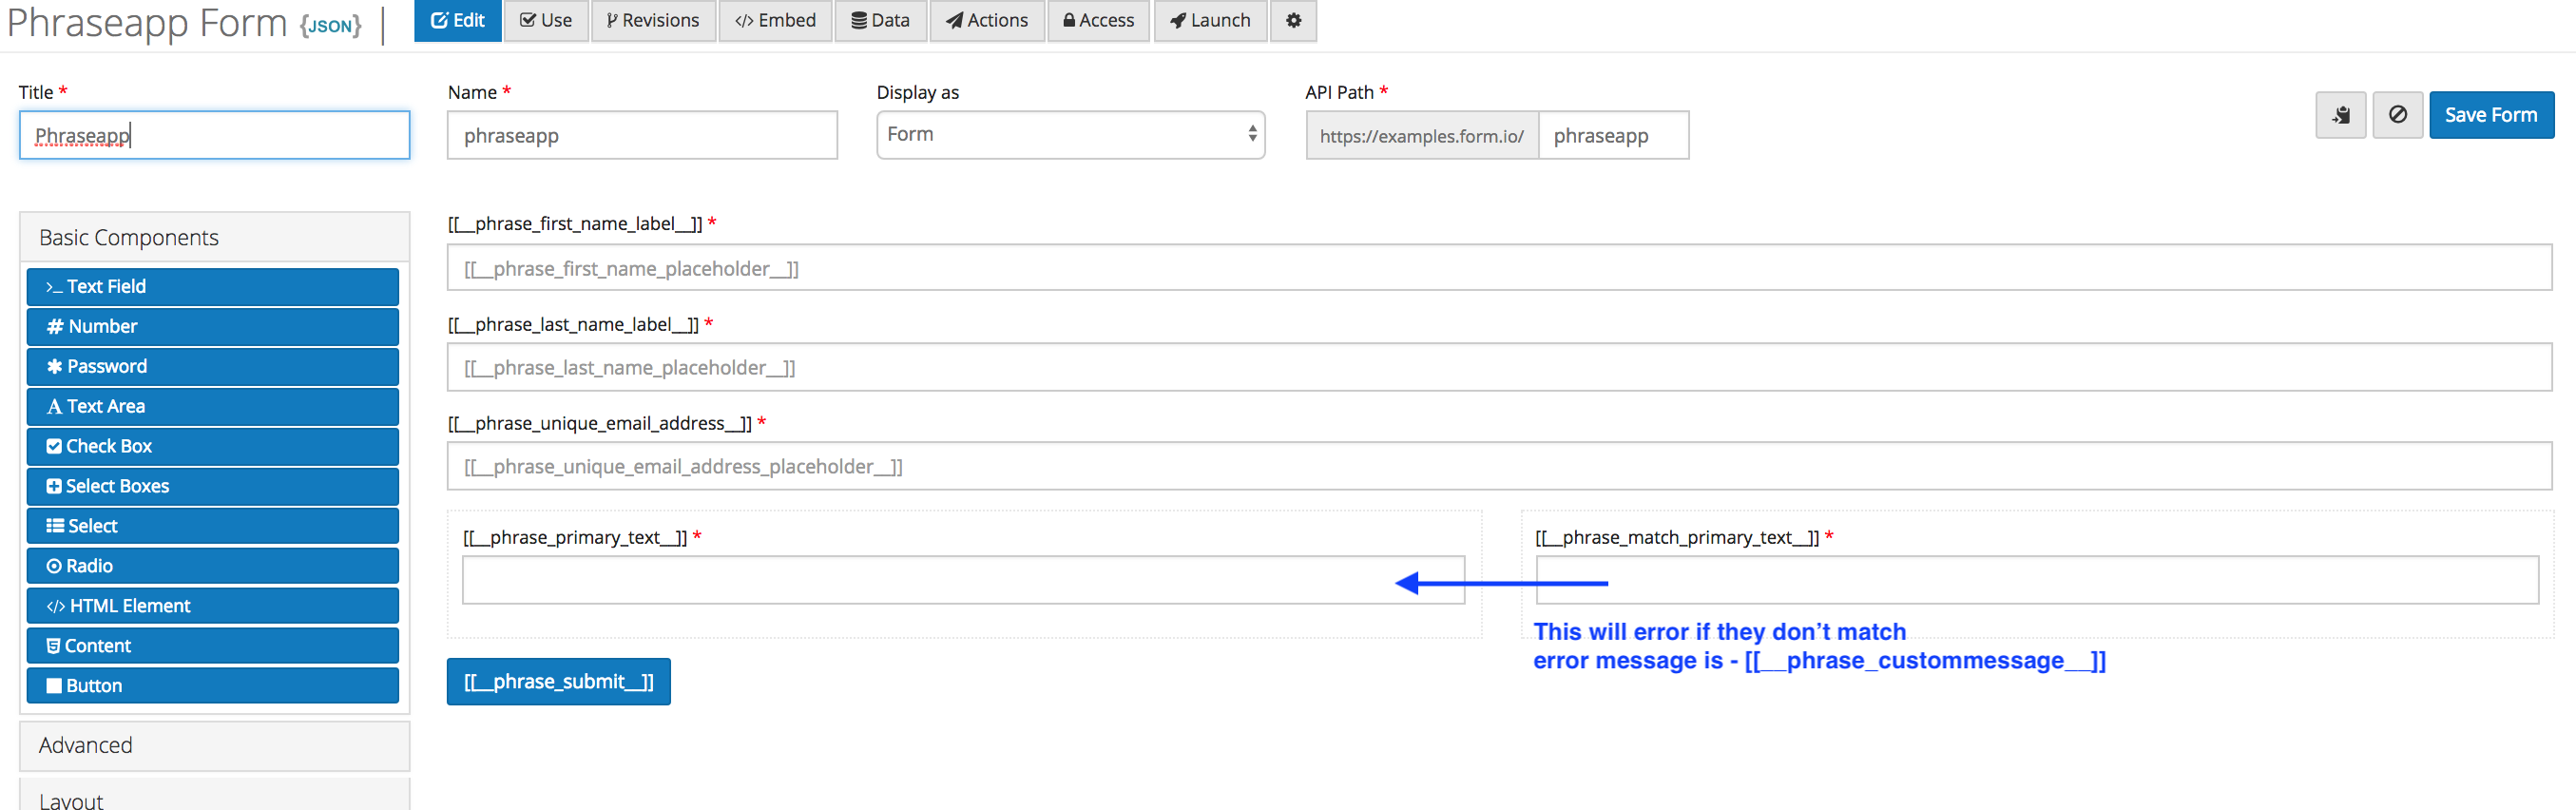 Phraseapp Form {JSON}
Edit Use Revisions </> Embed Data Actions Access Launch
Title * Name * Display as API Path *
Phraseapp phraseapp Form https://examples.form.io/ phraseapp Save Form
Basic Components
>_ Text Field
# Number
Password
A Text Area
Check Box
Select Boxes
Select
Radio
</> HTML Element
Content
Button
Advanced
Layout
[[__phrase_first_name_label__]] *
[[__phrase_first_name_placeholder__]]
[[__phrase_last_name_label__]] *
[[__phrase_last_name_placeholder__]]
[[__phrase_unique_email_address__]] *
[[__phrase_unique_email_address_placeholder__]]
[[__phrase_primary_text__]] * [[__phrase_match_primary_text__]] *
This will error if they don’t match
error message is - [[__phrase_custommessage__]]
[[__phrase_submit__]]